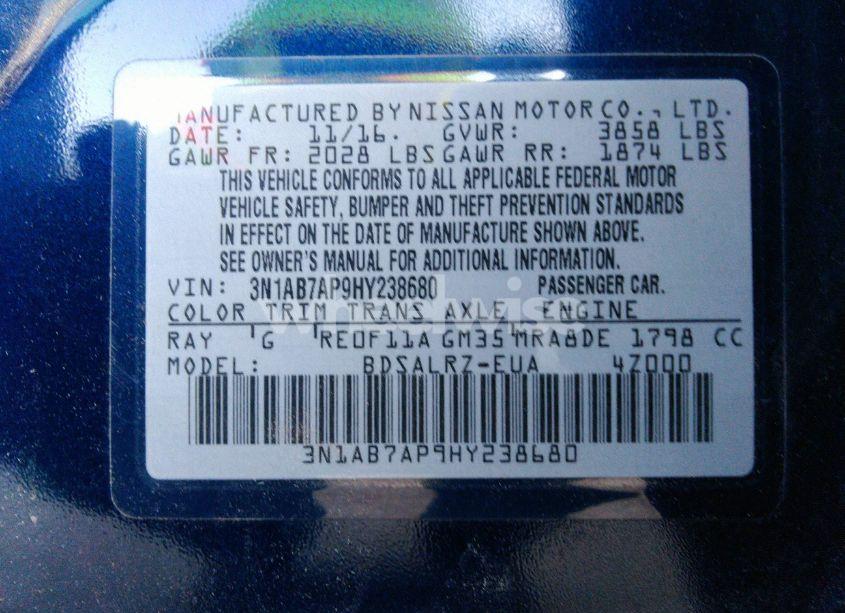 MANUFACTURED BY NISSAN MOTOR CO., LTD.
DATE: 11/16. GVWR: 3858 LBS
GAWR FR: 2028 LBS GAWR RR: 1874 LBS
THIS VEHICLE CONFORMS TO ALL APPLICABLE FEDERAL MOTOR
VEHICLE SAFETY, BUMPER AND THEFT PREVENTION STANDARDS
IN EFFECT ON THE DATE OF MANUFACTURE SHOWN ABOVE.
SEE OWNER'S MANUAL FOR ADDITIONAL INFORMATION.
VIN: 3N1AB7AP9HY238680 PASSENGER CAR.
COLOR TRIM TRANS AXLE ENGINE
RAY G RE0F11A GM35 MRA8DE 1798 CC
MODEL: BDSALRZ-EUA 4Z000
3N1AB7AP9HY238680